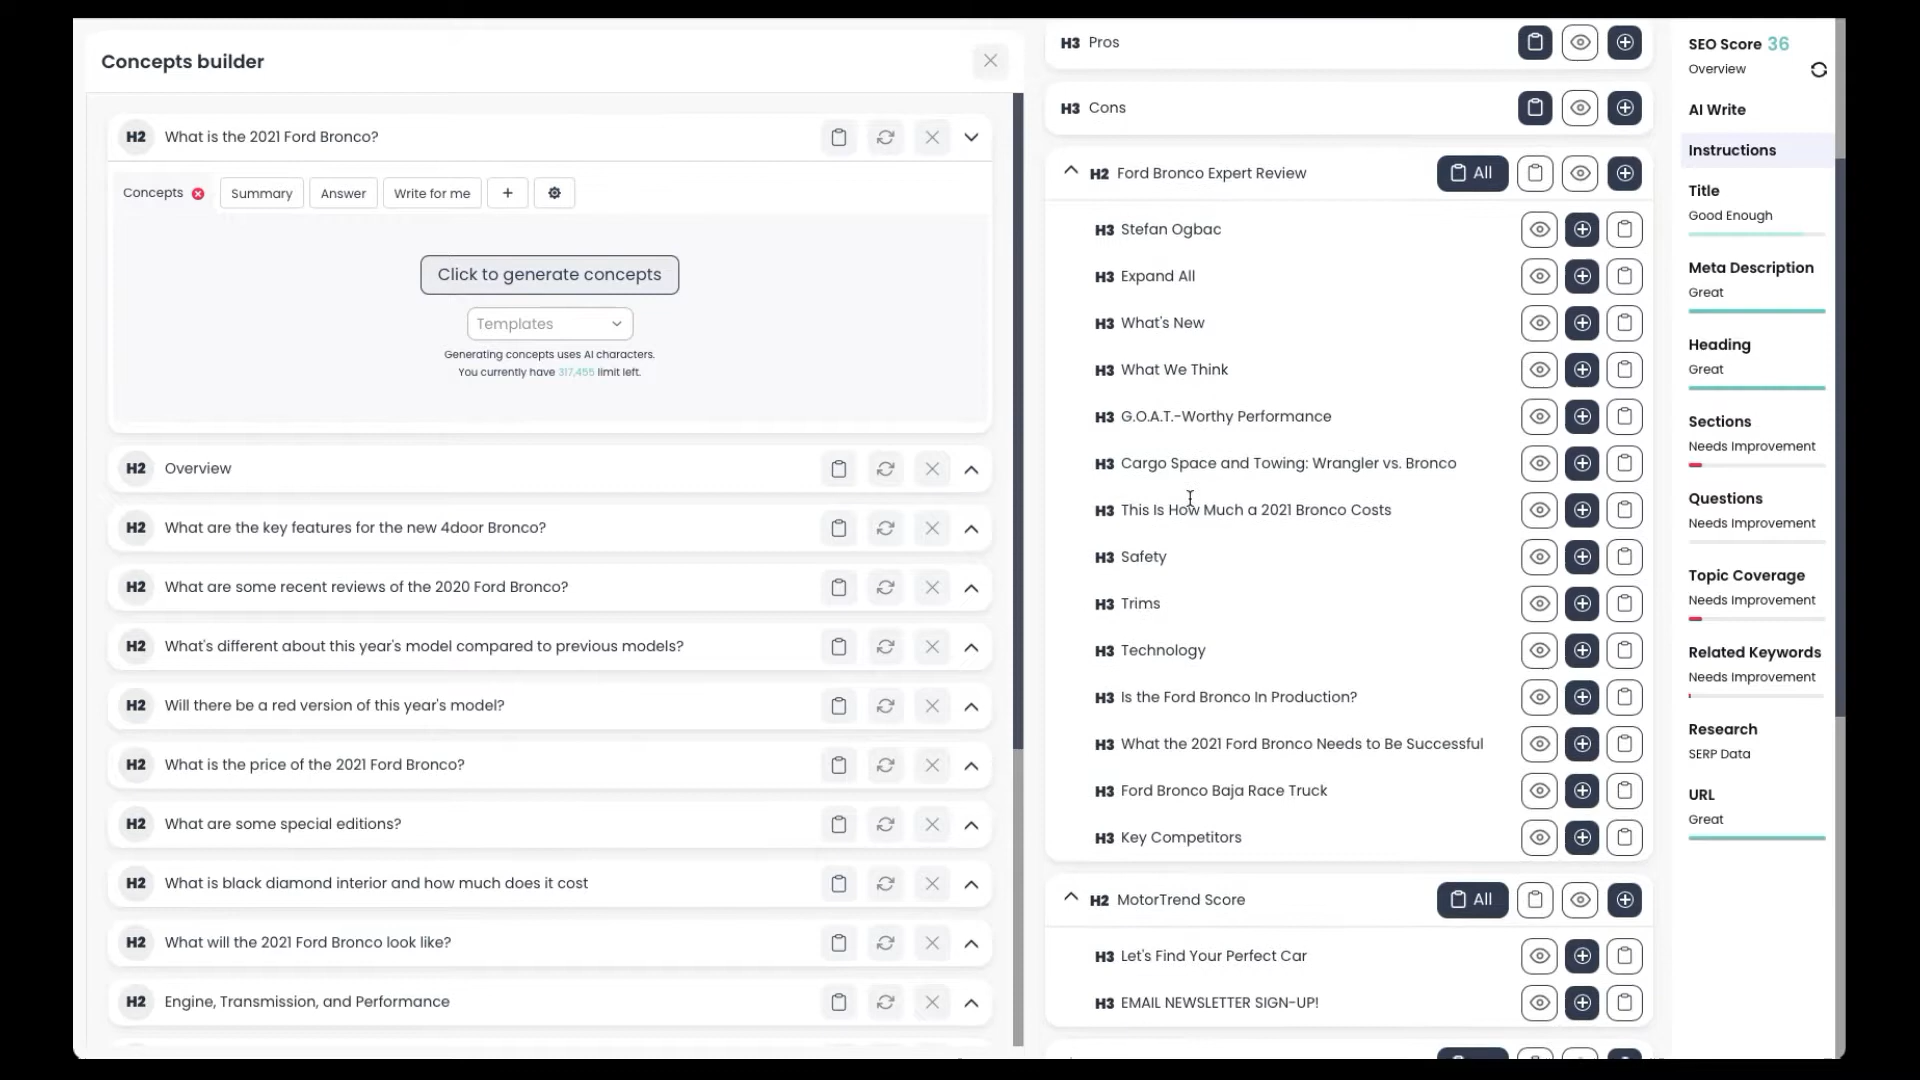 Concepts builder
H2 What is the 2021 Ford Bronco?
Concepts Summary Answer Write for me +
Click to generate concepts
Templates
Generating concepts uses AI characters.
You currently have 317,455 limit left.
H2 Overview
H2 What are the key features for the new 4door Bronco?
H2 What are some recent reviews of the 2020 Ford Bronco?
H2 What's different about this year's model compared to previous models?
H2 Will there be a red version of this year's model?
H2 What is the price of the 2021 Ford Bronco?
H2 What are some special editions?
H2 What is black diamond interior and how much does it cost
H2 What will the 2021 Ford Bronco look like?
H2 Engine, Transmission, and Performance
H3 Pros
H3 Cons
H2 Ford Bronco Expert Review All
H3 Stefan Ogbac
H3 Expand All
H3 What's New
H3 What We Think
H3 G.O.A.T.-Worthy Performance
H3 Cargo Space and Towing: Wrangler vs. Bronco
H3 This Is How Much a 2021 Bronco Costs
H3 Safety
H3 Trims
H3 Technology
H3 Is the Ford Bronco In Production?
H3 What the 2021 Ford Bronco Needs to Be Successful
H3 Ford Bronco Baja Race Truck
H3 Key Competitors
H2 MotorTrend Score All
H3 Let's Find Your Perfect Car
H3 EMAIL NEWSLETTER SIGN-UP!
SEO Score 36
Overview
AI Write
Instructions
Title
Good Enough
Meta Description
Great
Heading
Great
Sections
Needs Improvement
Questions
Needs Improvement
Topic Coverage
Needs Improvement
Related Keywords
Needs Improvement
Research
SERP Data
URL
Great